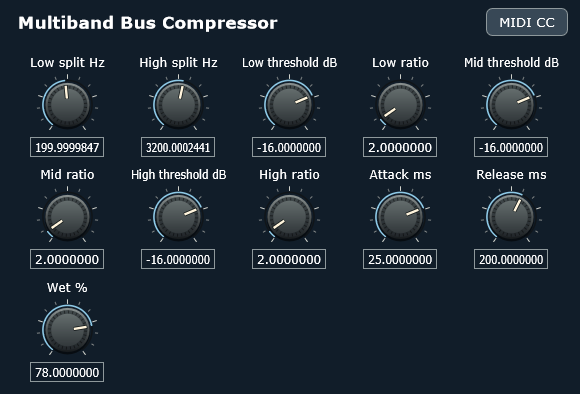 Multiband Bus Compressor
MIDI CC
Low split Hz High split Hz Low threshold dB Low ratio Mid threshold dB
199.9999847 3200.0002441 -16.0000000 2.0000000 -16.0000000
Mid ratio High threshold dB High ratio Attack ms Release ms
2.0000000 -16.0000000 2.0000000 25.0000000 200.0000000
Wet %
78.0000000